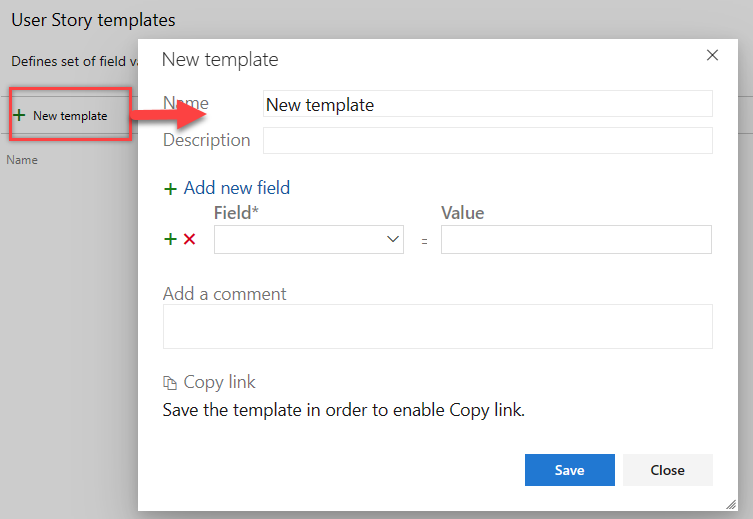 User Story templates
Defines set of field va
New template
Name
New template
Name New template
Description
Add new field
Field* Value
=
Add a comment
Copy link
Save the template in order to enable Copy link.
Save Close